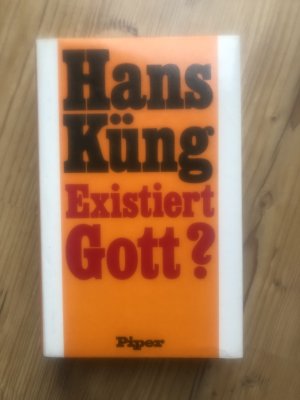 Hans
Küng
Existiert
Gott?
Piper